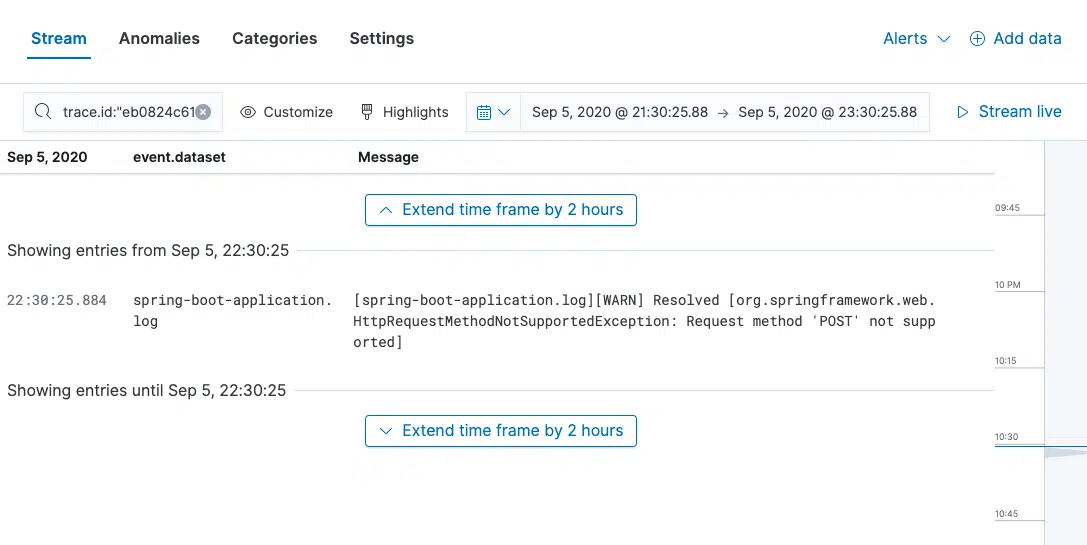 Stream Anomalies Categories Settings Alerts Add data
trace.id:"eb0824c61 Customize Highlights Sep 5, 2020 @ 21:30:25.88 → Sep 5, 2020 @ 23:30:25.88 Stream live
Sep 5, 2020 event.dataset Message
Extend time frame by 2 hours
09:45
Showing entries from Sep 5, 22:30:25
10 PM
22:30:25.884 spring-boot-application. [spring-boot-application.log][WARN] Resolved [org.springframework.web.
log HttpRequestMethodNotSupportedException: Request method 'POST' not supp
orted]
10:15
Showing entries until Sep 5, 22:30:25
Extend time frame by 2 hours
10:30
10:45